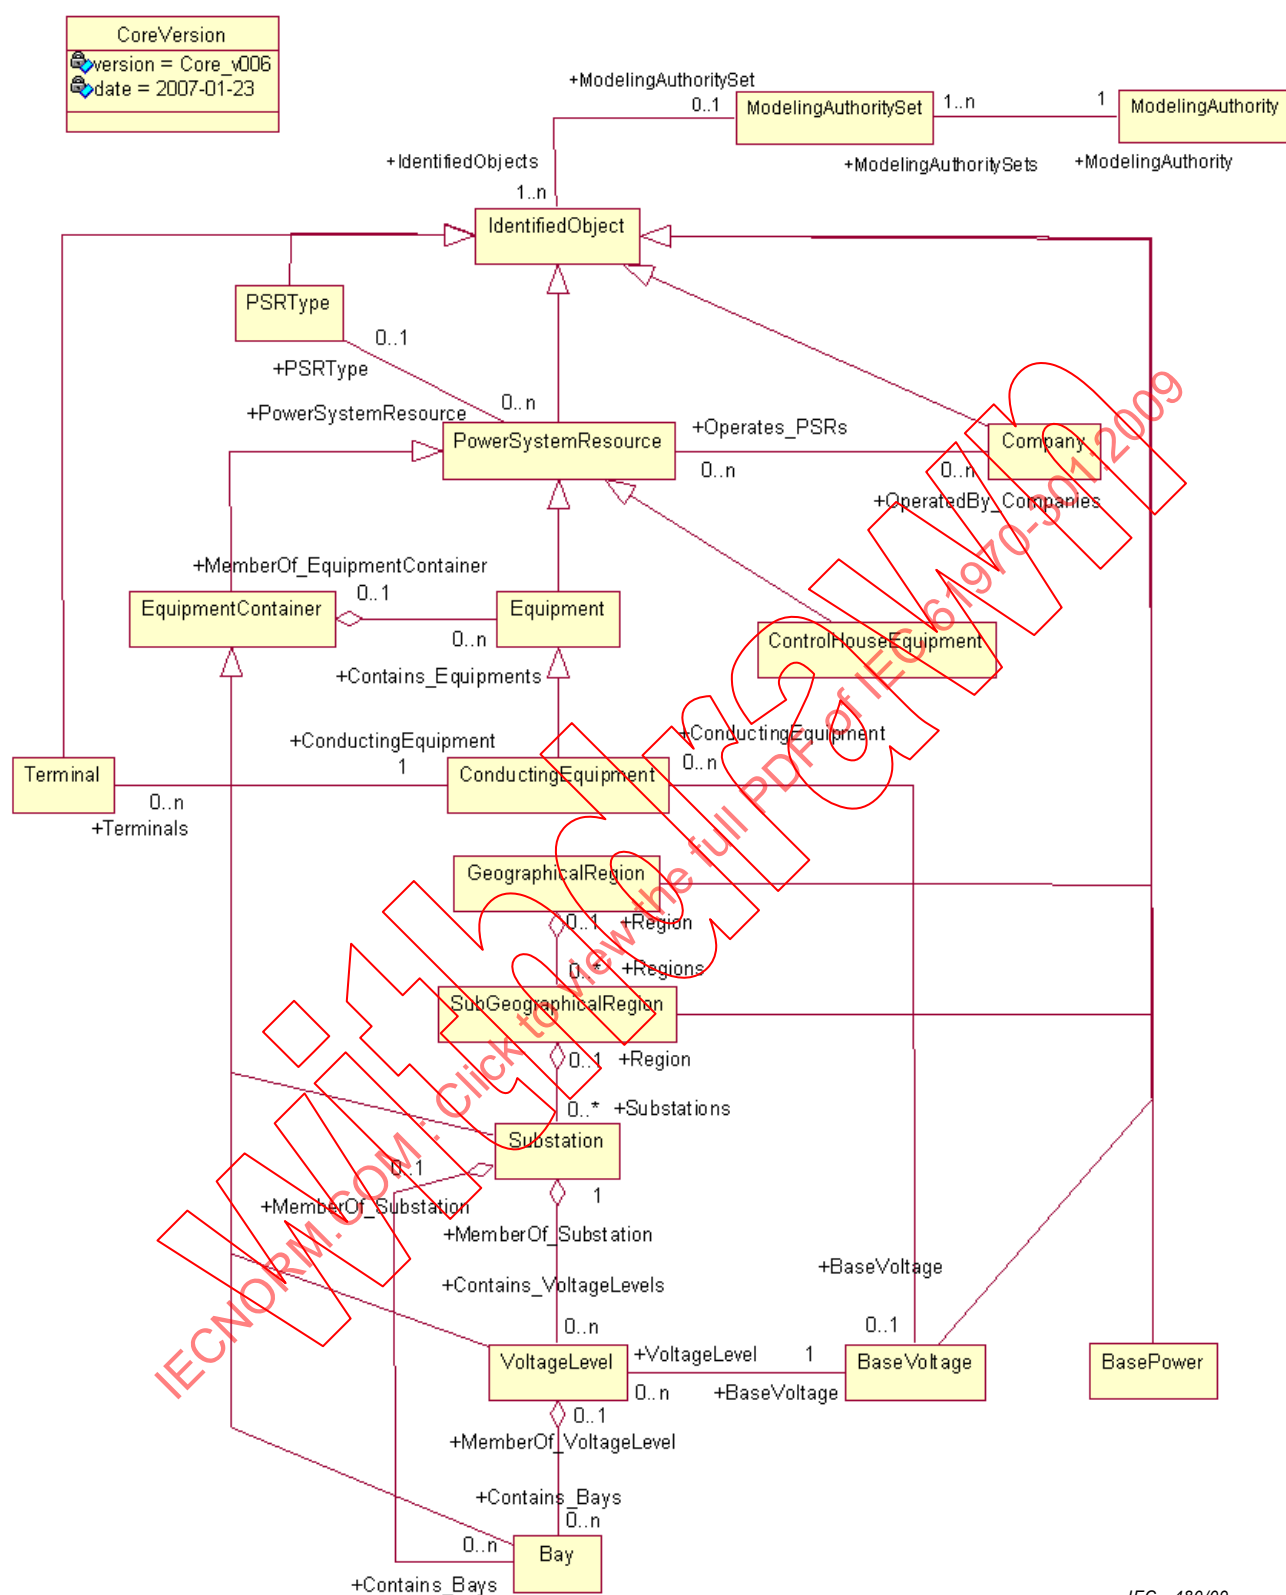 CoreVersion
version = Core_v006
date = 2007-01-23
+ModelingAuthoritySet
0..1
ModelingAuthoritySet
1..n
1
ModelingAuthority
+IdentifiedObjects
+ModelingAuthoritySets
+ModelingAuthority
1..n
IdentifiedObject
PSRType
0..1
+PSRType
0..n
+PowerSystemResource
PowerSystemResource
+Operates_PSRs
0..n
0..n
Company
+OperatedBy_Companies
+MemberOf_EquipmentContainer
0..1
EquipmentContainer
Equipment
0..n
ControlHouseEquipment
+Contains_Equipments
+ConductingEquipment
1
+ConductingEquipment
0..n
Terminal
ConductingEquipment
0..n
+Terminals
GeographicalRegion
0..1
+Region
0..*
+Regions
SubGeographicalRegion
0..1
+Region
0..*
+Substations
Substation
0..1
1
+MemberOf_Substation
+MemberOf_Substation
+Contains_VoltageLevels
+BaseVoltage
0..n
0..1
VoltageLevel
+VoltageLevel
1
BaseVoltage
BasePower
0..n
+BaseVoltage
0..1
+MemberOf_VoltageLevel
+Contains_Bays
0..n
0..n
Bay
+Contains_Bays
IEC 180/09
Withdrawn
IECNORM.COM : Click to view the full PDF of IEC 61970-301:2009